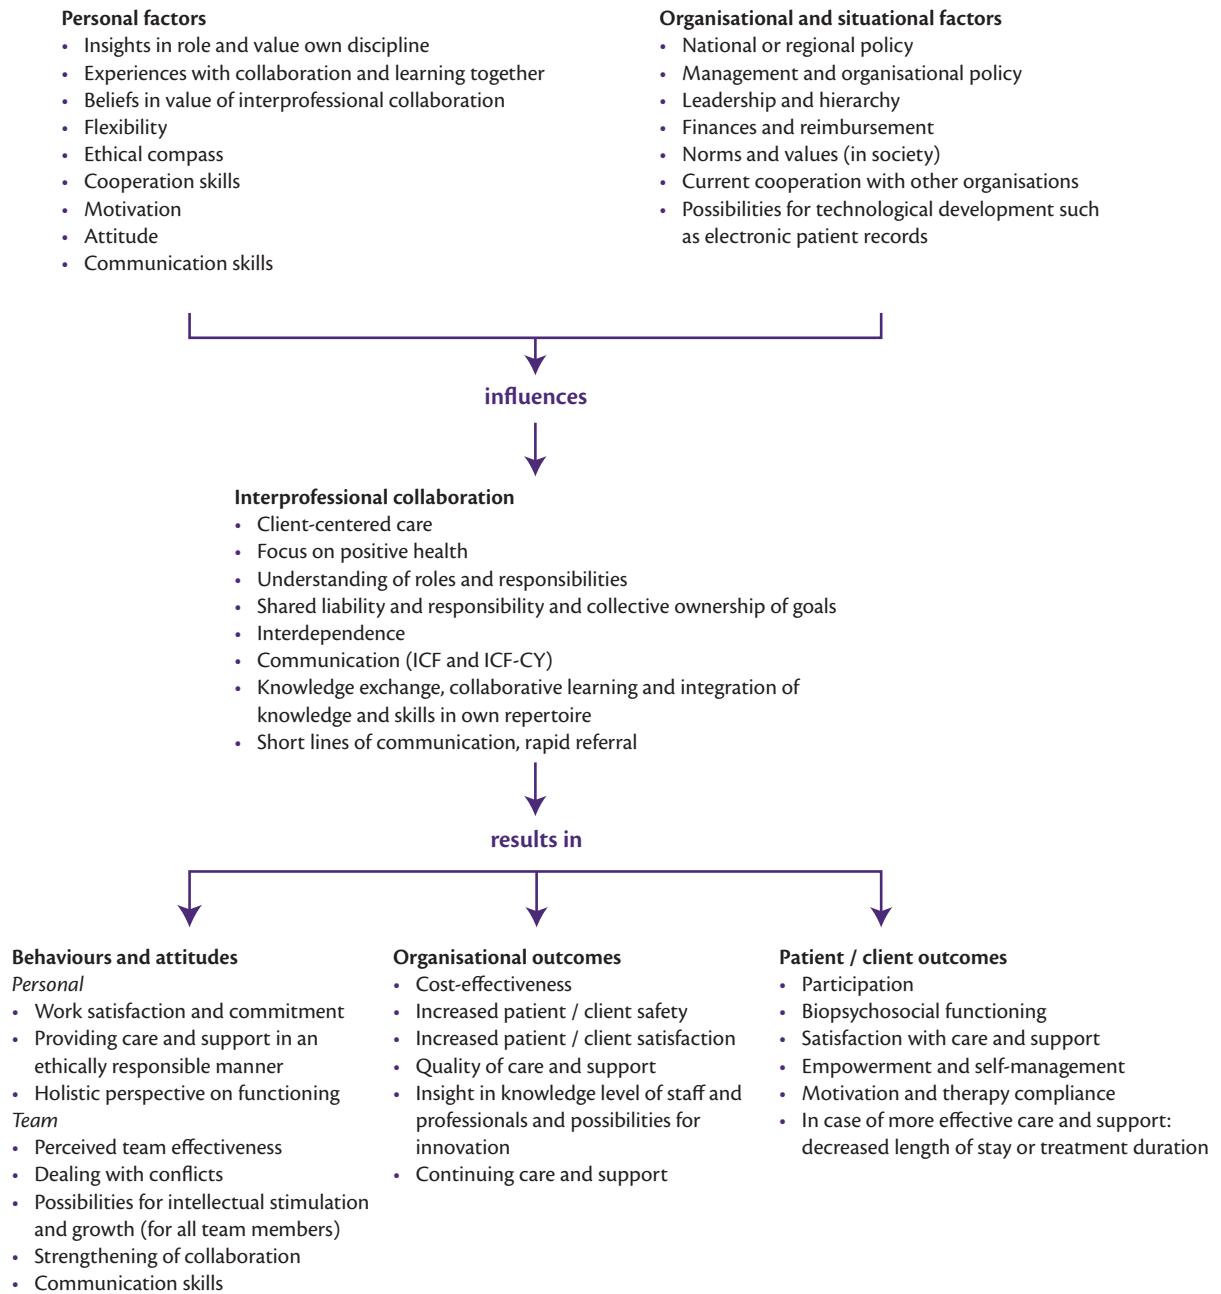 Personal factors
• Insights in role and value own discipline
• Experiences with collaboration and learning together
• Beliefs in value of interprofessional collaboration
• Flexibility
• Ethical compass
• Cooperation skills
• Motivation
• Attitude
• Communication skills
Organisational and situational factors
• National or regional policy
• Management and organisational policy
• Leadership and hierarchy
• Finances and reimbursement
• Norms and values (in society)
• Current cooperation with other organisations
• Possibilities for technological development such
as electronic patient records
influences
Interprofessional collaboration
• Client-centered care
• Focus on positive health
• Understanding of roles and responsibilities
• Shared liability and responsibility and collective ownership of goals
• Interdependence
• Communication (ICF and ICF-CY)
• Knowledge exchange, collaborative learning and integration of
knowledge and skills in own repertoire
• Short lines of communication, rapid referral
results in
Behaviours and attitudes
Personal
• Work satisfaction and commitment
• Providing care and support in an
ethically responsible manner
• Holistic perspective on functioning
Team
• Perceived team effectiveness
• Dealing with conflicts
• Possibilities for intellectual stimulation
and growth (for all team members)
• Strengthening of collaboration
• Communication skills
Organisational outcomes
• Cost-effectiveness
• Increased patient / client safety
• Increased patient / client satisfaction
• Quality of care and support
• Insight in knowledge level of staff and
professionals and possibilities for
innovation
• Continuing care and support
Patient / client outcomes
• Participation
• Biopsychosocial functioning
• Satisfaction with care and support
• Empowerment and self-management
• Motivation and therapy compliance
• In case of more effective care and support:
decreased length of stay or treatment duration